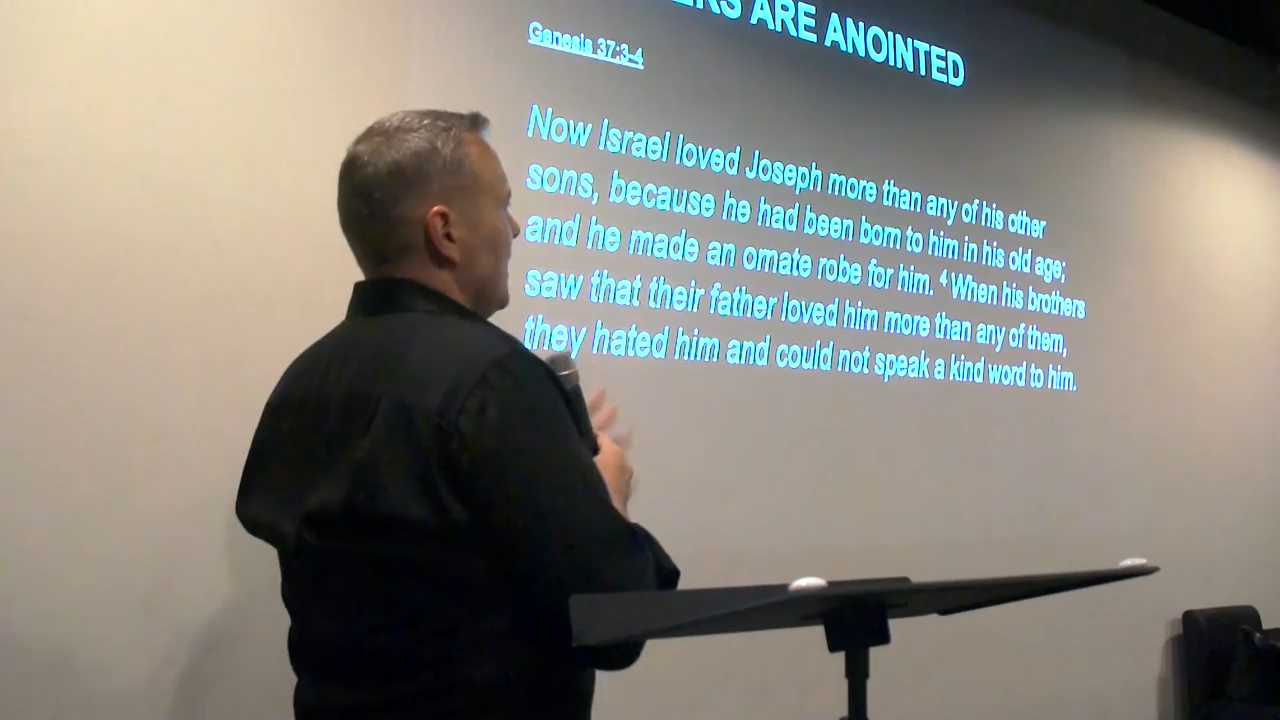 ARE ANOINTED
Genesis 37:3-4
Now Israel loved Joseph more than any of his other
sons, because he had been born to him in his old age;
and he made an ornate robe for him. 4 When his brothers
saw that their father loved him more than any of them,
they hated him and could not speak a kind word to him.